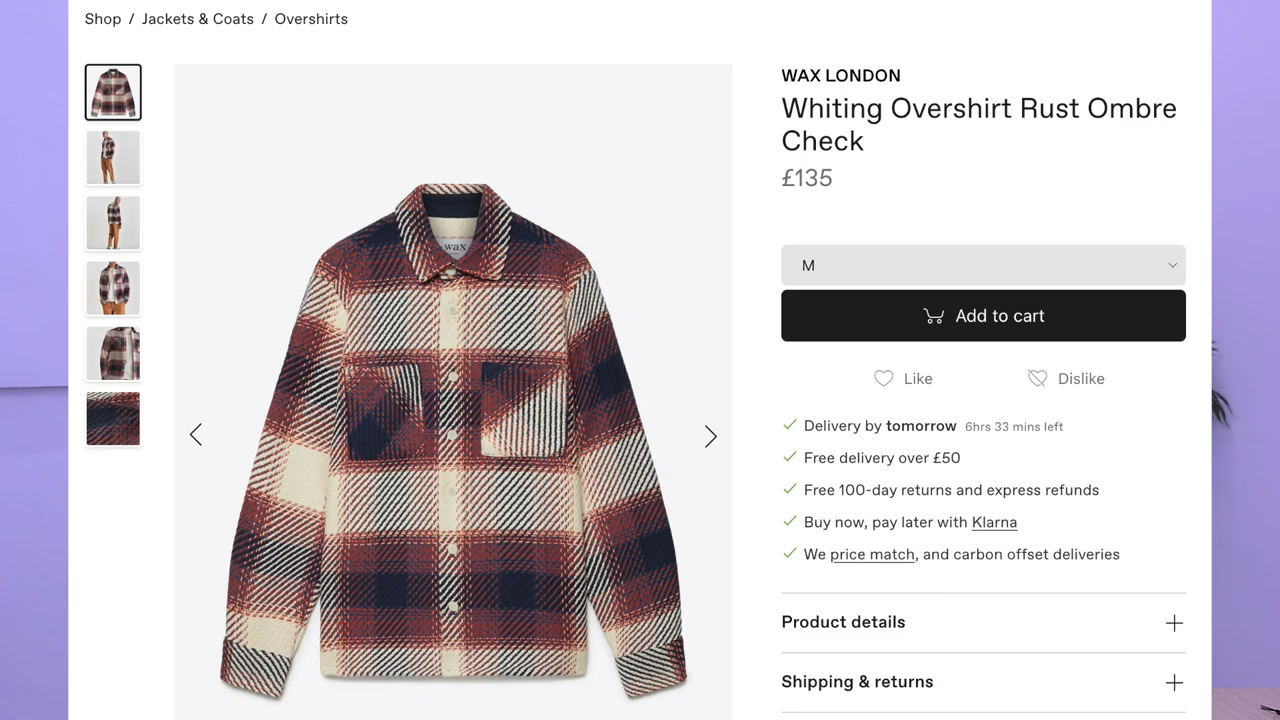 Shop / Jackets & Coats / Overshirts
WAX LONDON
Whiting Overshirt Rust Ombre
Check
£135
wax
M
Add to cart
Like Dislike
Delivery by tomorrow 6hrs 33 mins left
Free delivery over £50
Free 100-day returns and express refunds
Buy now, pay later with Klarna
We price match, and carbon offset deliveries
Product details
Shipping & returns